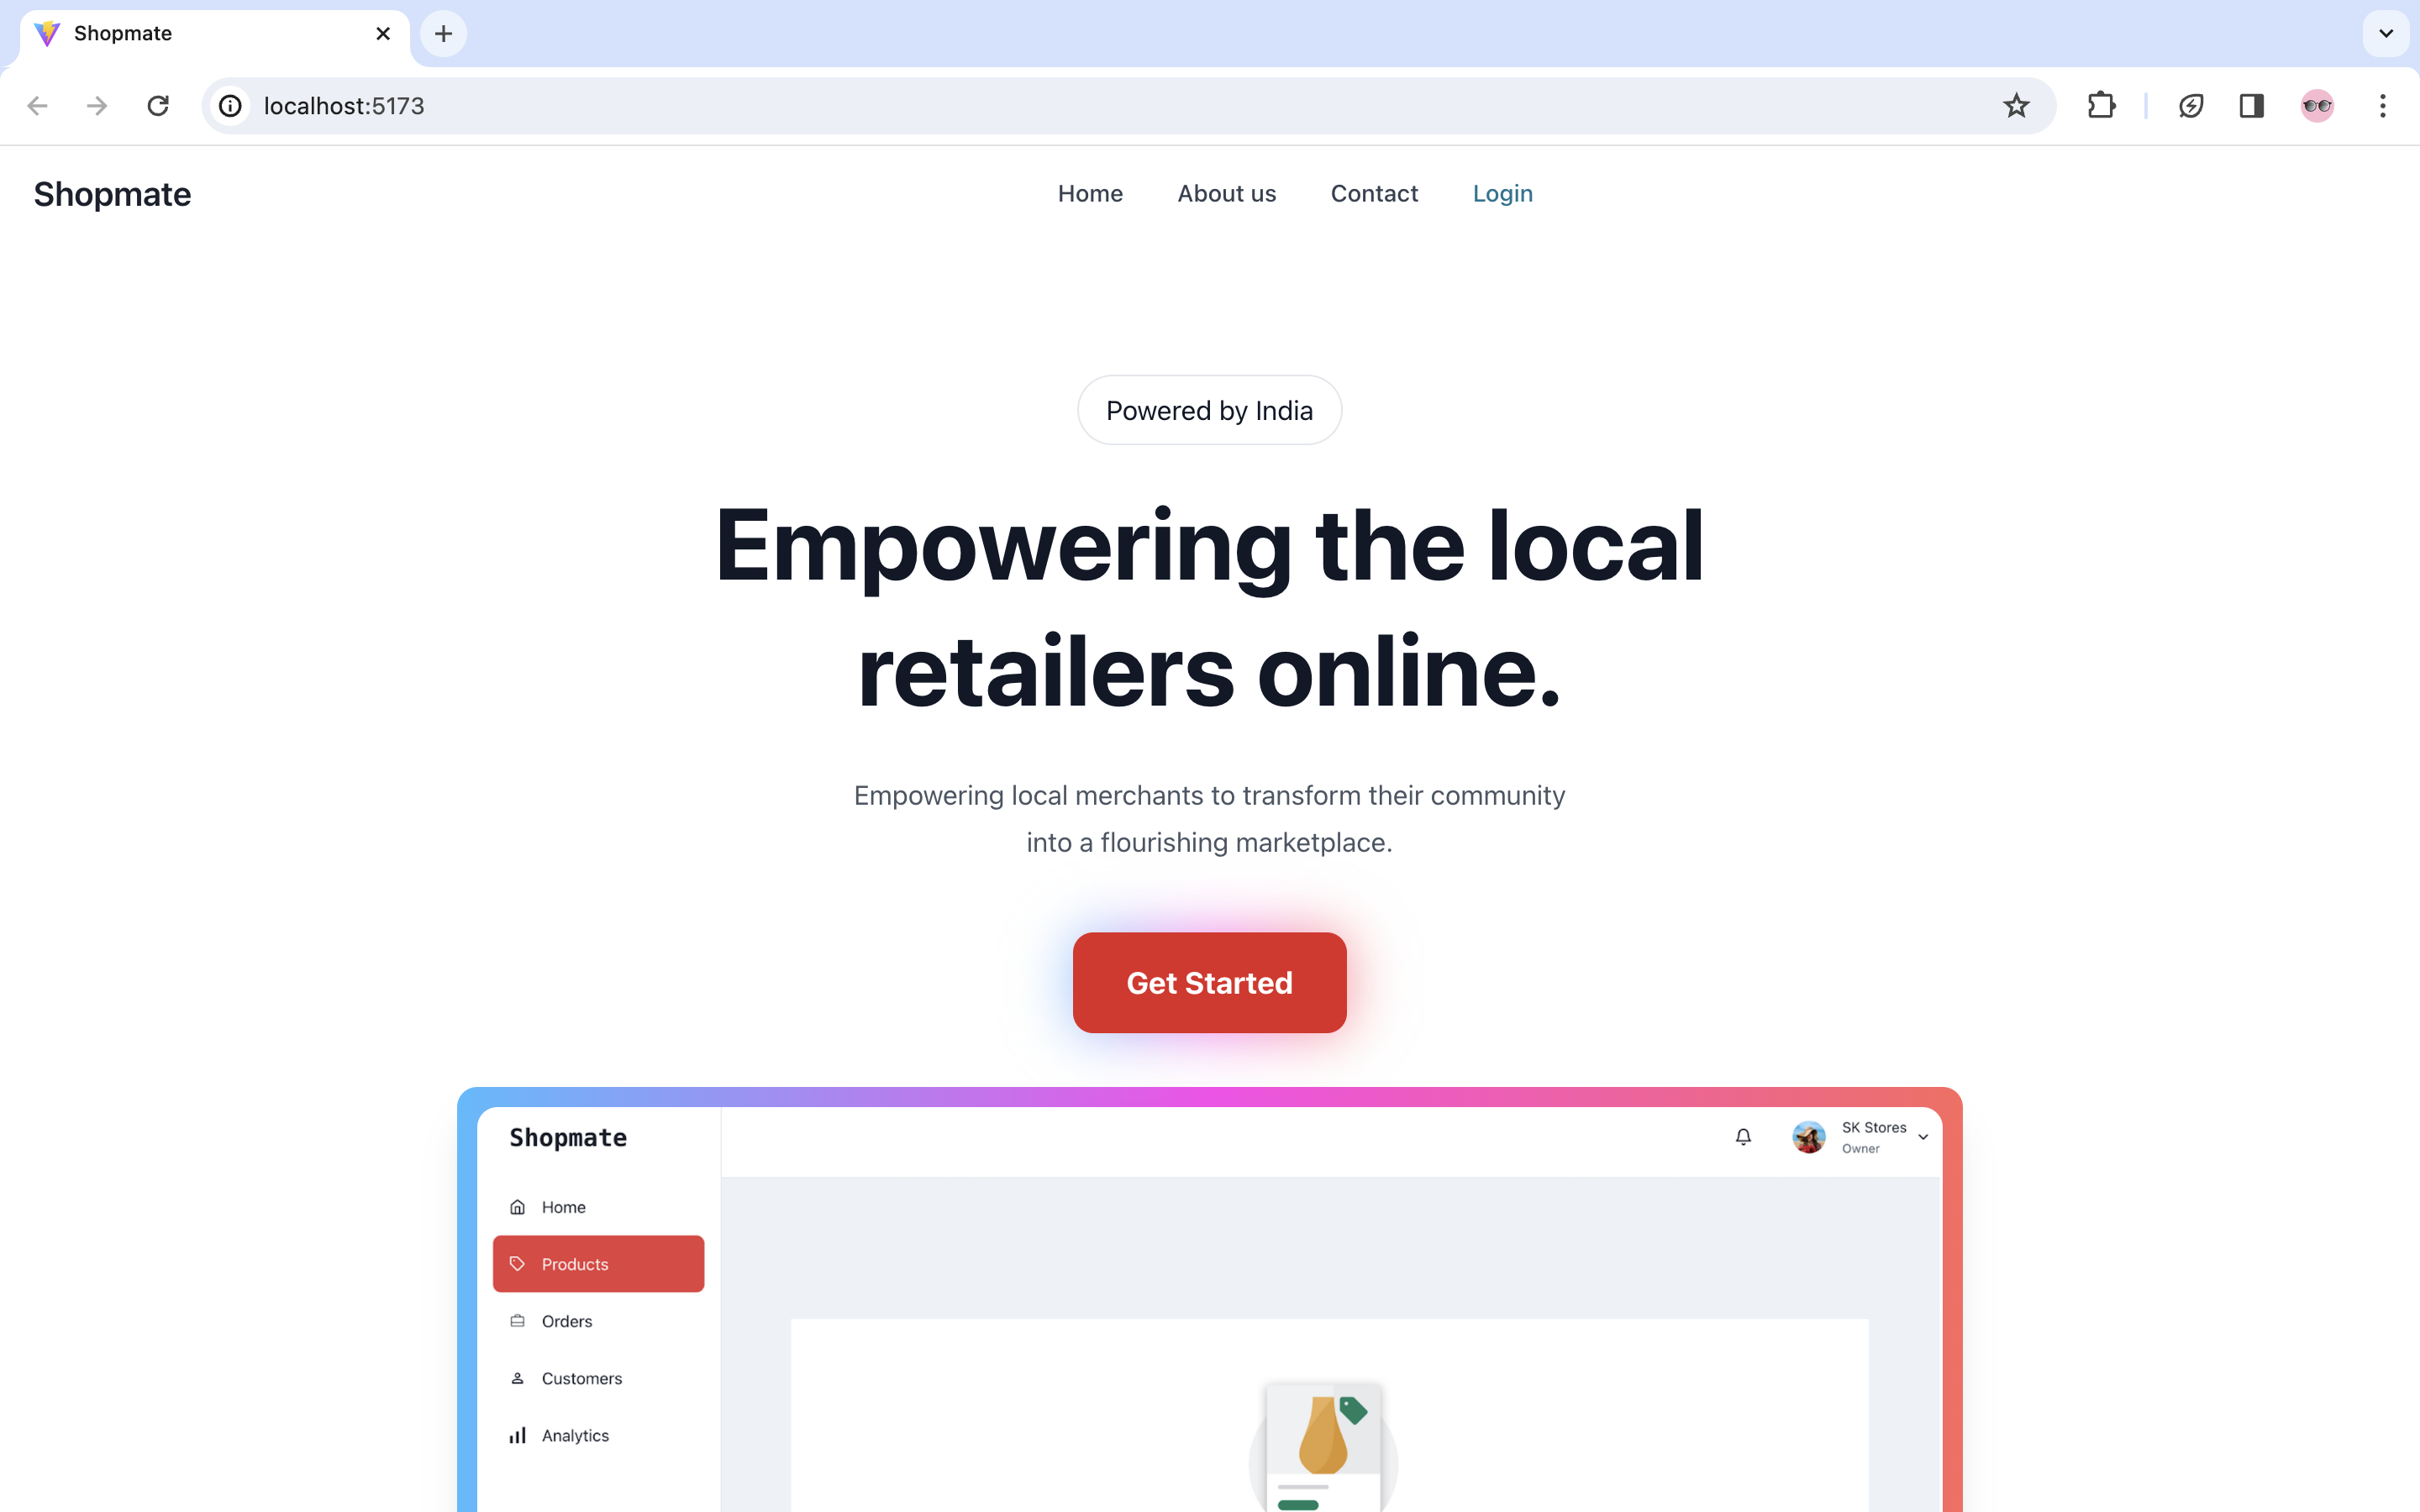 Shopmate
localhost:5173
Shopmate
Home About us Contact Login
Powered by India
Empowering the local
retailers online.
Empowering local merchants to transform their community
into a flourishing marketplace.
Get Started
Shopmate
SK Stores
Owner
Home
Products
Orders
Customers
Analytics